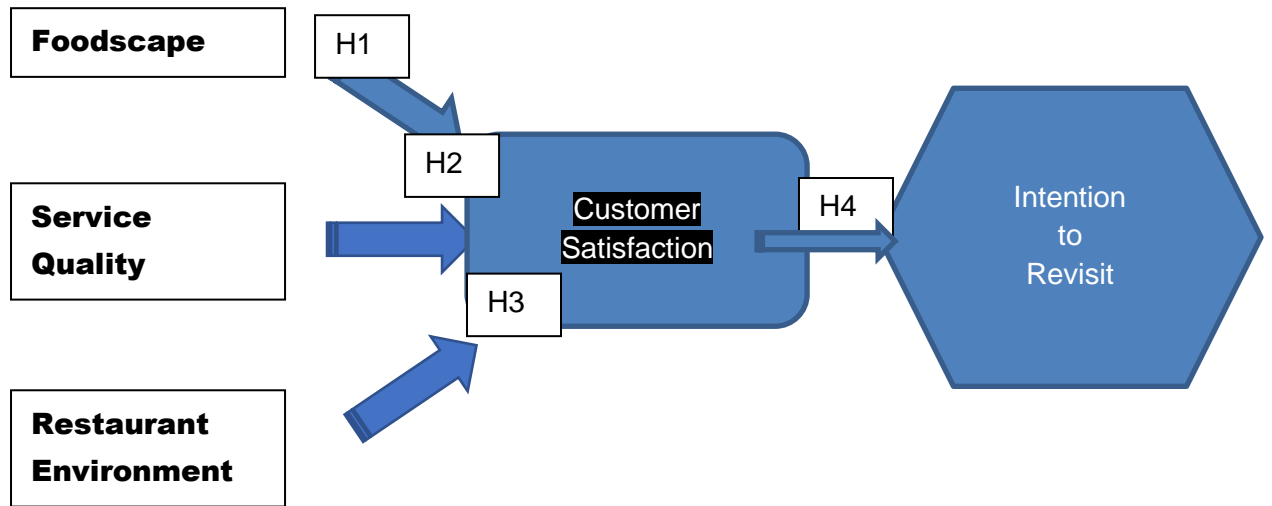 Foodscape
H1
H2
Service
Quality
Customer
Satisfaction
H4
Intention
to
Revisit
H3
Restaurant
Environment